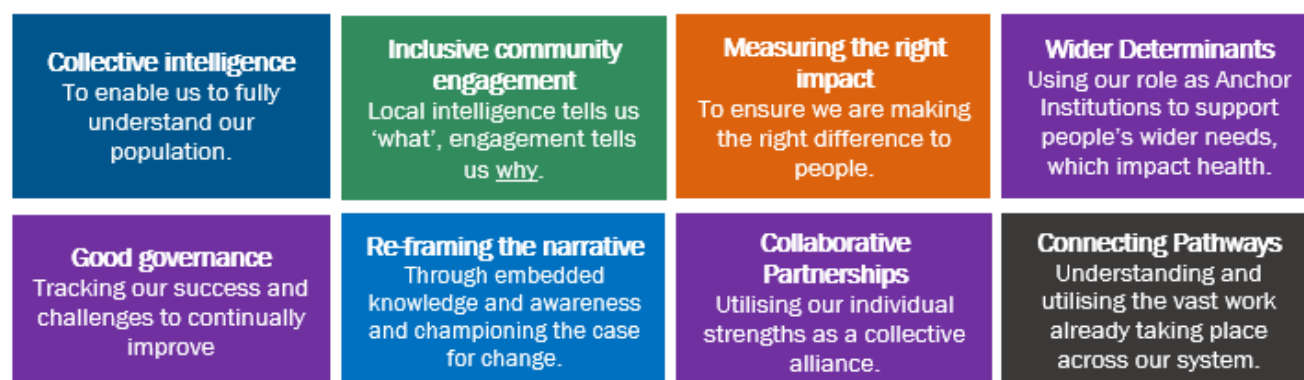 Collective intelligence
To enable us to fully
understand our
population.
Inclusive community
engagement
Local intelligence tells us
‘what’, engagement tells
us why.
Measuring the right
impact
To ensure we are making
the right difference to
people.
Wider Determinants
Using our role as Anchor
Institutions to support
people's wider needs,
which impact health.
Good governance
Tracking our success and
challenges to continually
improve
Re-framing the narrative
Through embedded
knowledge and awareness
and championing the case
for change.
Collaborative
Partnerships
Utilising our individual
strengths as a collective
alliance.
Connecting Pathways
Understanding and
utilising the vast work
already taking place
across our system.